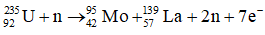 ²³⁵₉₂U + n → ⁹⁵₄₂Mo + ¹³⁹₅₇La + 2n + 7e⁻